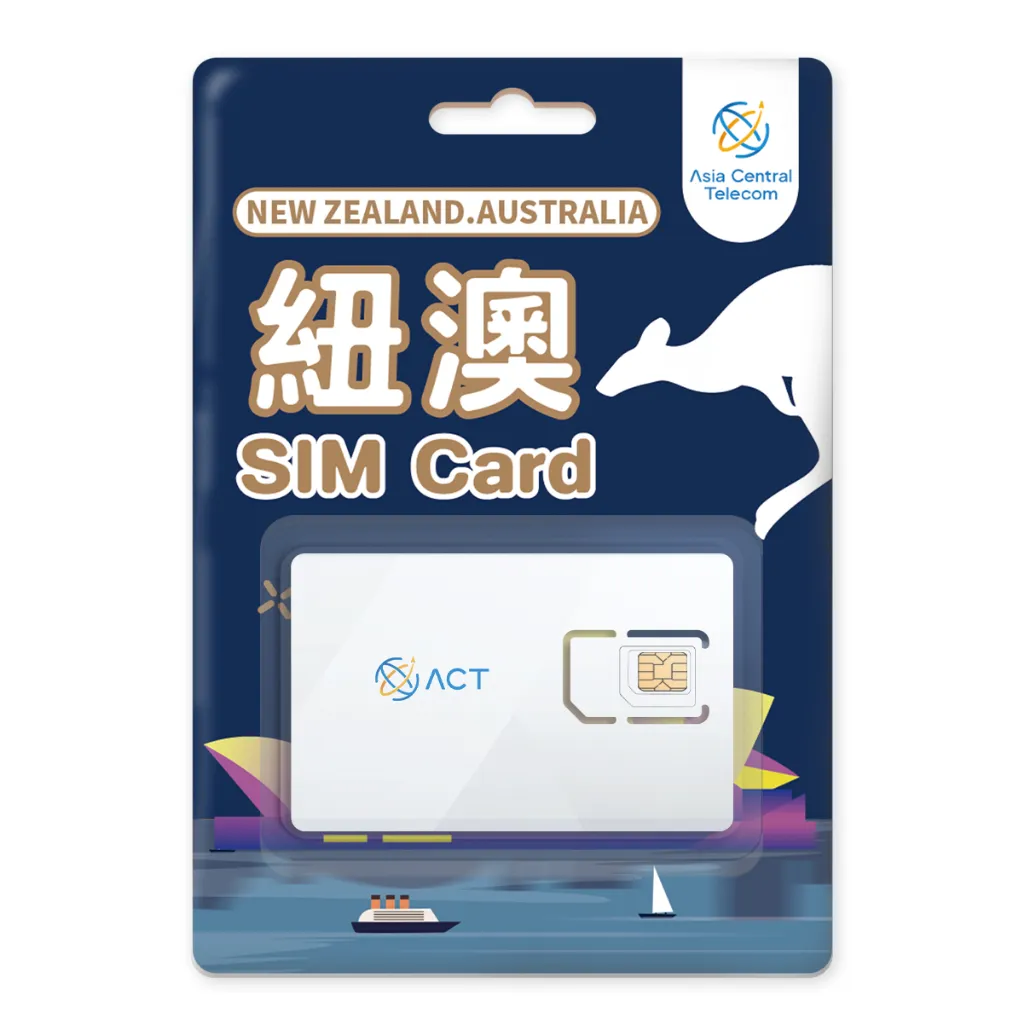 Asia Central
Telecom
NEW ZEALAND.AUSTRALIA
紐澳
SIM Card
ACT